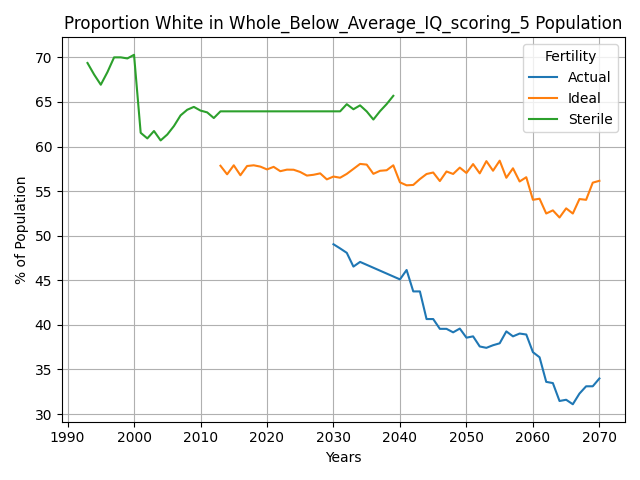 Proportion White in Whole_Below_Average_IQ_scoring_5 Population
Fertility
Actual
Ideal
Sterile
% of Population
70
65
60
55
50
45
40
35
30
1990 2000 2010 2020 2030 2040 2050 2060 2070
Years